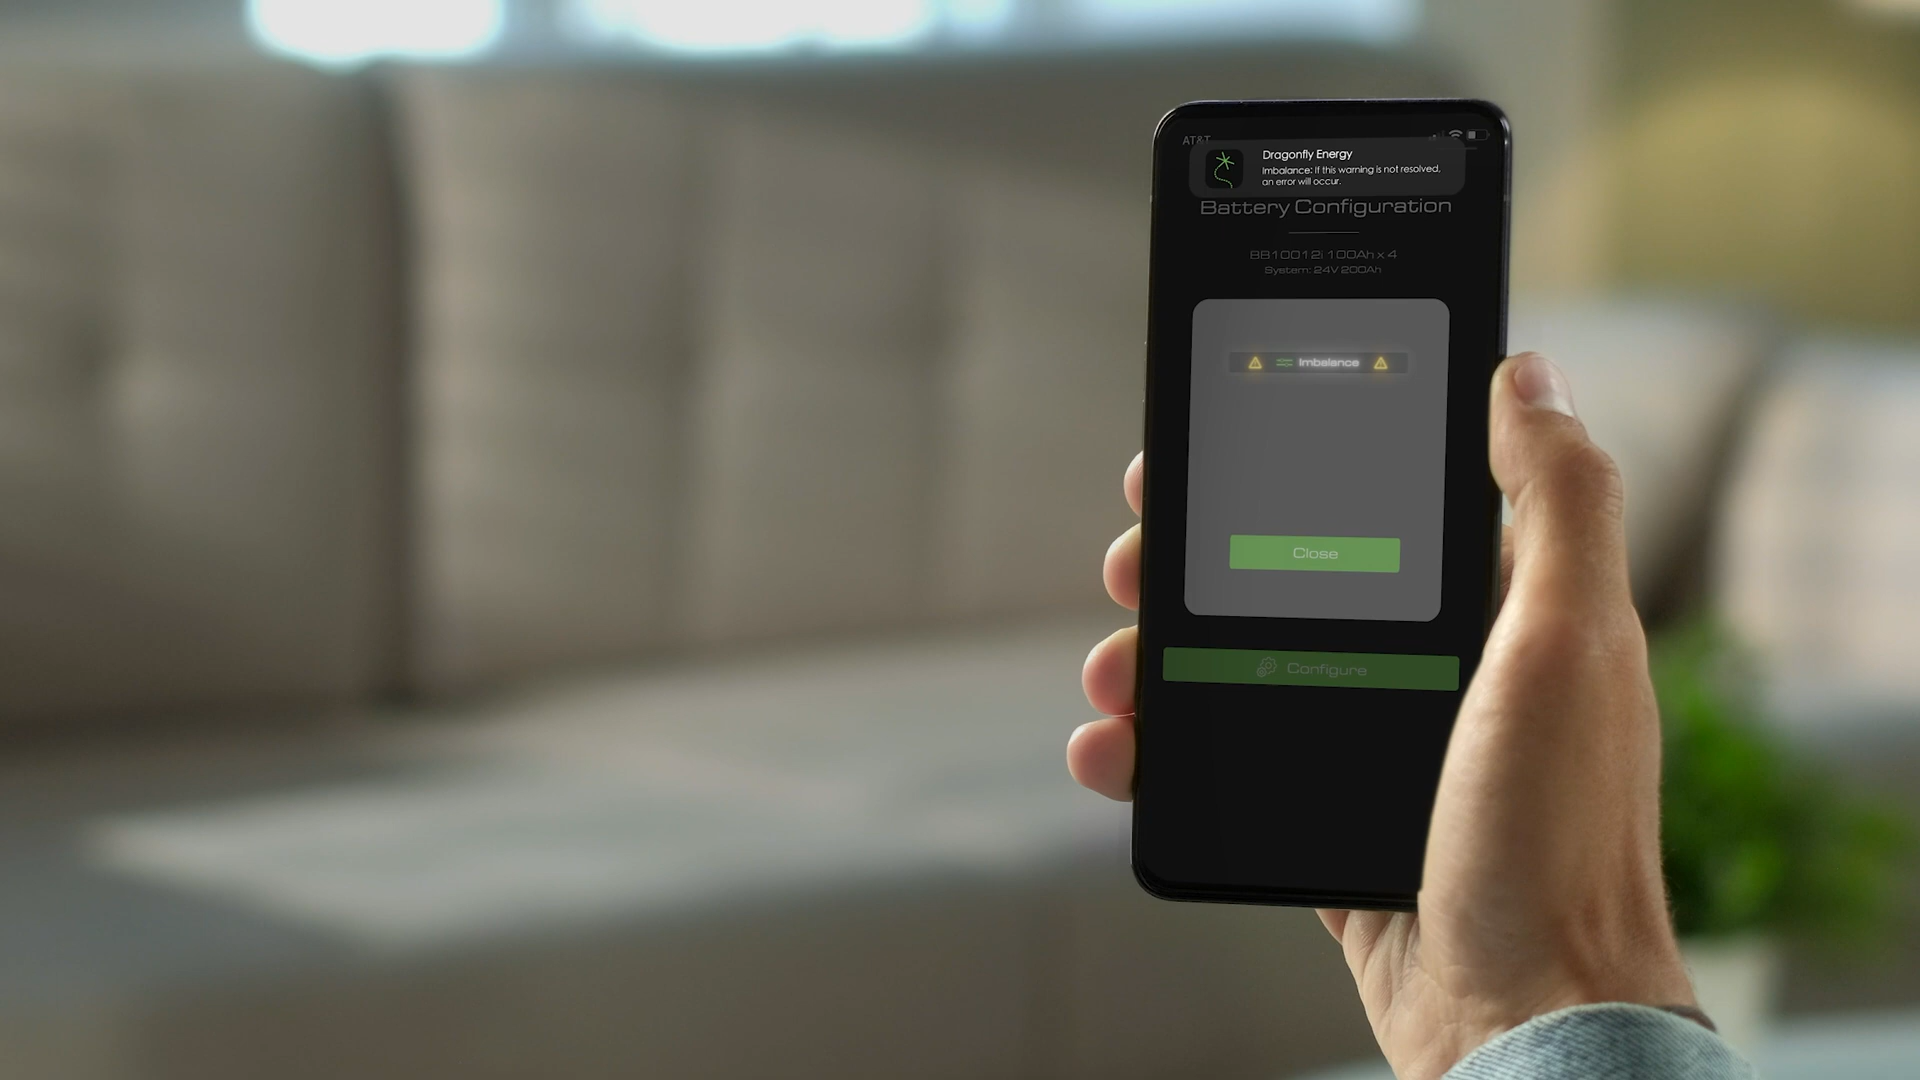 AT&T
Dragonfly Energy
Imbalance: If this warning is not resolved,
an error will occur.
Battery Configuration
BB10012i 100Ah x 4
System: 24V 200Ah
Imbalance
Close
Configure